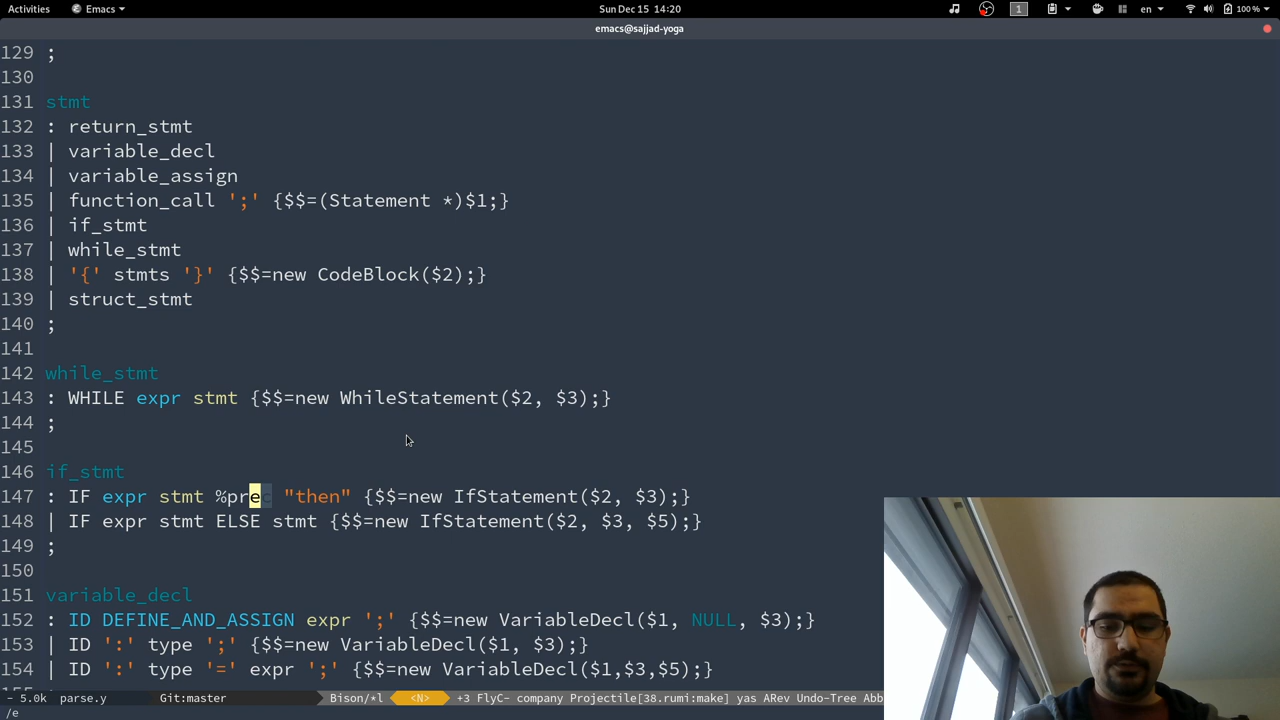 Activities Emacs Sun Dec 15 14:20 1 en 100 %
emacs@sajjad-yoga
129 ;
130
131 stmt
132 : return_stmt
133 | variable_decl
134 | variable_assign
135 | function_call ';' {$$=(Statement *)$1;}
136 | if_stmt
137 | while_stmt
138 | '{' stmts '}' {$$=new CodeBlock($2);}
139 | struct_stmt
140 ;
141
142 while_stmt
143 : WHILE expr stmt {$$=new WhileStatement($2, $3);}
144 ;
145
146 if_stmt
147 : IF expr stmt %prec "then" {$$=new IfStatement($2, $3);}
148 | IF expr stmt ELSE stmt {$$=new IfStatement($2, $3, $5);}
149 ;
150
151 variable_decl
152 : ID DEFINE_AND_ASSIGN expr ';' {$$=new VariableDecl($1, NULL, $3);}
153 | ID ':' type ';' {$$=new VariableDecl($1, $3);}
154 | ID ':' type '=' expr ';' {$$=new VariableDecl($1,$3,$5);}
- 5.0k parse.y Git:master Bison/*l <N> +3 FlyC- company Projectile[38.rumi:make] yas ARev Undo-Tree Abb
/e